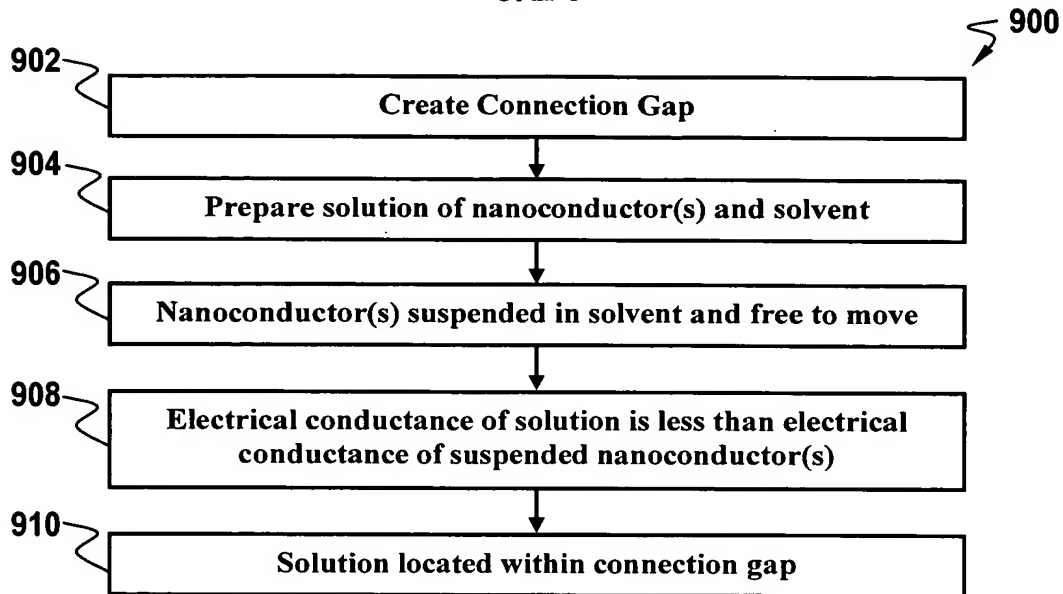 900
902
Create Connection Gap
904
Prepare solution of nanoconductor(s) and solvent
906
Nanoconductor(s) suspended in solvent and free to move
908
Electrical conductance of solution is less than electrical
conductance of suspended nanoconductor(s)
910
Solution located within connection gap